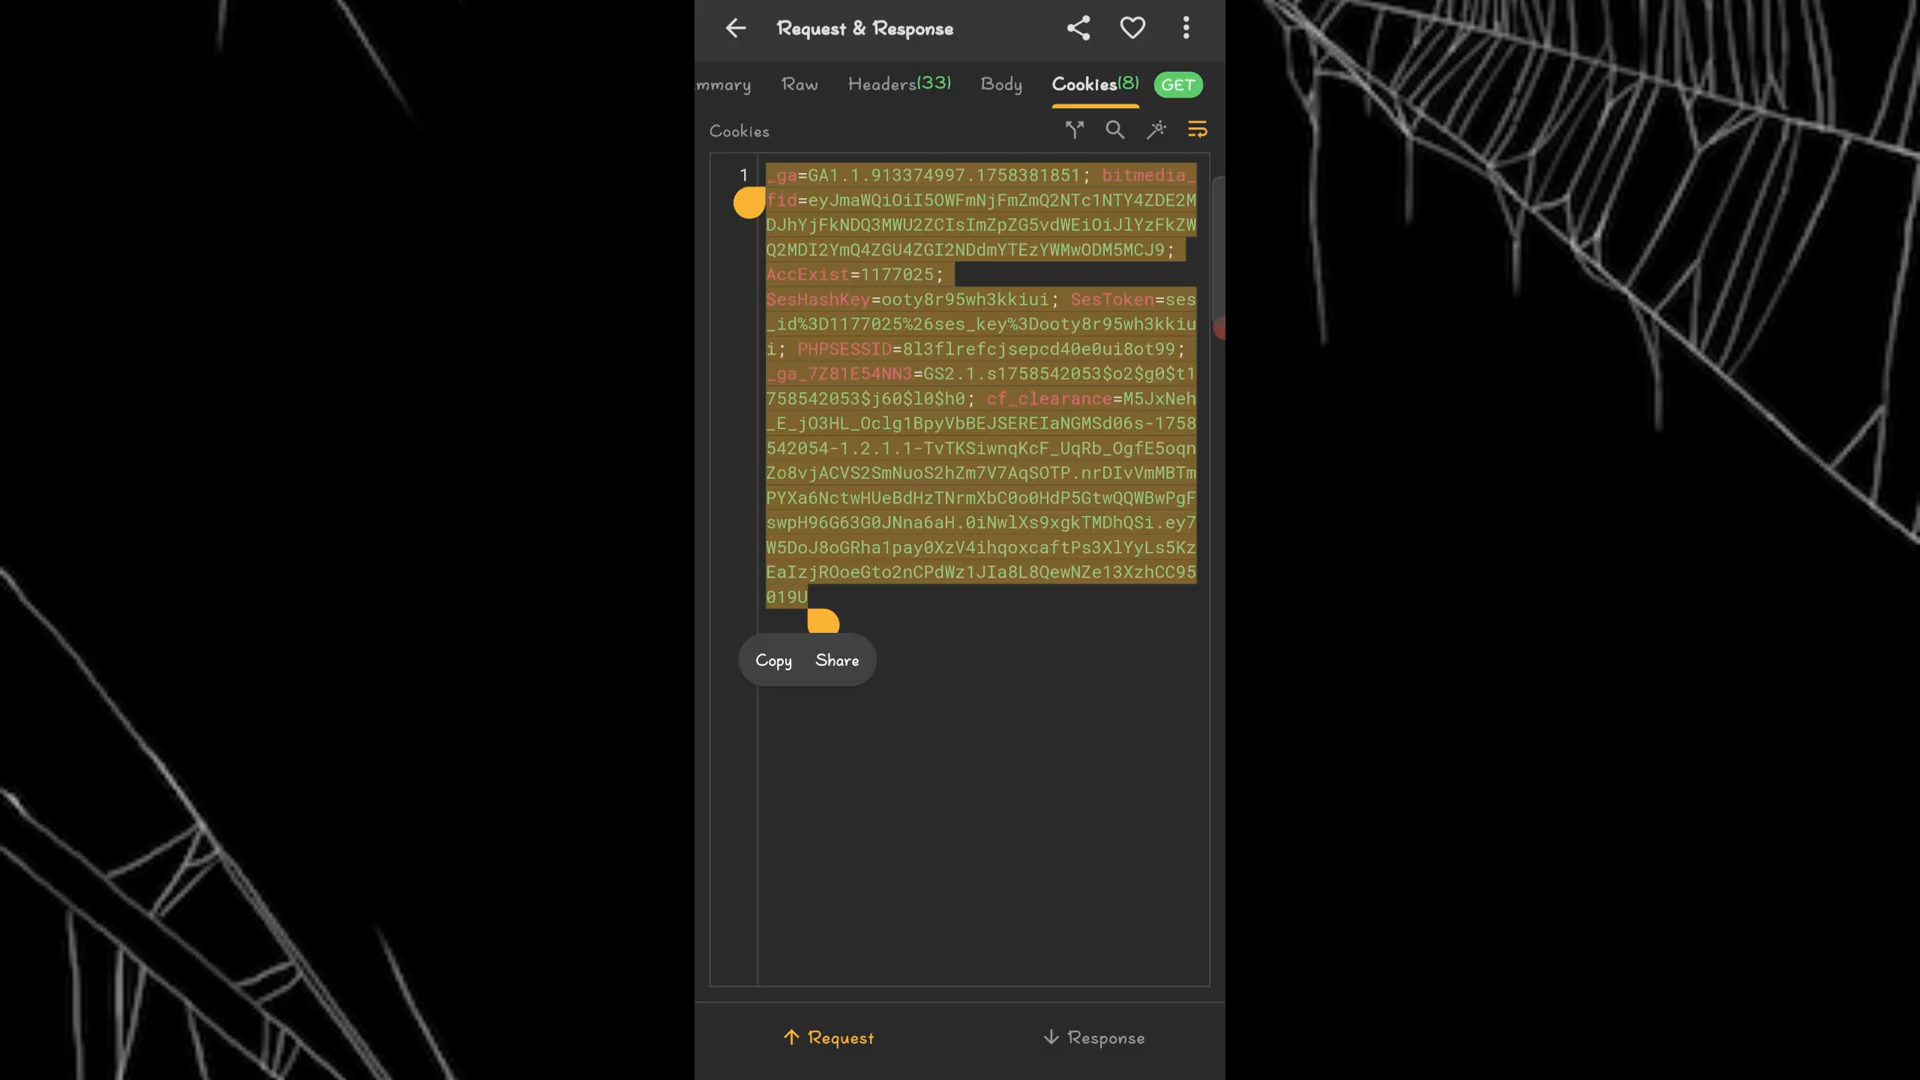 Request & Response
mmary Raw Headers(33) Body Cookies(8) GET
Cookies
1
_ga=GA1.1.913374997.1758381851; bitmedia_
fid=eyJmaWQiOiI5OWFmNjFmZmQ2NTc1NTY4ZDE2M
DJhYjFkNDQ3MWU2ZCIsImZpZG5vdWEiOiJlYzFkZW
Q2MDI2YmQ4ZGU4ZGI2NDdmYTEzYWMwODM5MCJ9;
AccExist=1177025;
SesHashKey=ooty8r95wh3kkiui; SesToken=ses
_id%3D1177025%26ses_key%3Dooty8r95wh3kkiu
i; PHPSESSID=8l3flrefcjsepcd40e0ui8ot99;
_ga_7Z81E54NN3=GS2.1.s1758542053$o2$g0$t1
758542053$j60$l0$h0; cf_clearance=M5JxNeh
_E_jO3HL_Oclg1BpyVbBEJSEREIaNGMSd06s-1758
542054-1.2.1.1-TvTKSiwnqKcF_UqRb_OgfE5oqn
Zo8vjACVS2SmNuoS2hZm7V7AqSOTP.nrDIvVmMBTm
PYXa6NctwHUeBdHzTNrmXbC0o0HdP5GtwQQWBwPgF
swpH96G63G0JNna6aH.0iNwlXs9xgkTMDhQSi.ey7
W5DoJ8oGRha1pay0XzV4ihqoxcaftPs3XlYyLs5Kz
EaIzjROoeGto2nCPdWz1JIa8L8QewNZe13XzhCC95
019U
Copy Share
Request Response